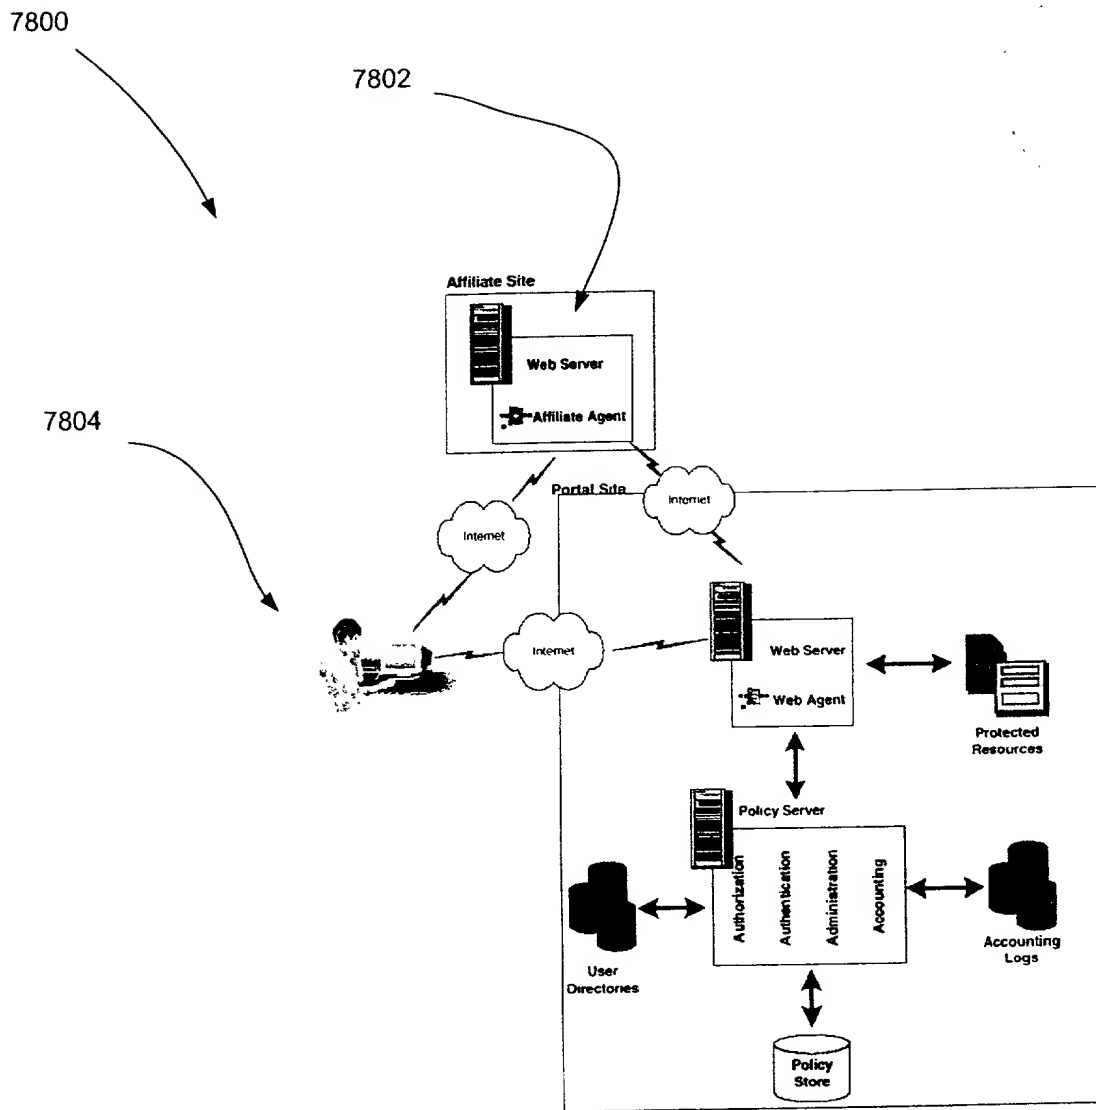 7800
7802
Affiliate Site
Web Server
Affiliate Agent
7804
Portal Site
Internet
Internet
Internet
Web Server
Web Agent
Protected
Resources
Policy Server
Authorization
Authentication
Administration
Accounting
User
Directories
Accounting
Logs
Policy
Store